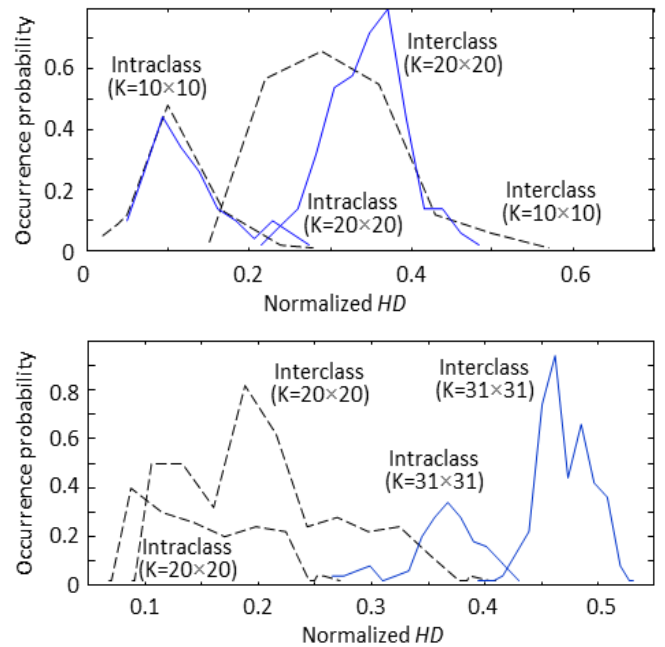 Occurrence probability
0.6
0.4
0.2
0
Intraclass
(K=10×10)
Interclass
(K=20×20)
Intraclass
(K=20×20)
Interclass
(K=10×10)
0 0.2 0.4 0.6
Normalized HD
Occurrence probability
0.8
0.6
0.4
0.2
0
Interclass
(K=20×20)
Interclass
(K=31×31)
Intraclass
(K=31×31)
Intraclass
(K=20×20)
0.1 0.2 0.3 0.4 0.5
Normalized HD